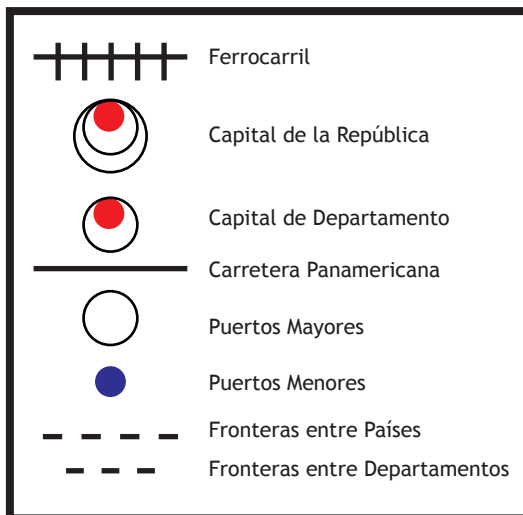 Ferrocarril
Capital de la República
Capital de Departamento
Carretera Panamericana
Puertos Mayores
Puertos Menores
Fronteras entre Países
Fronteras entre Departamentos